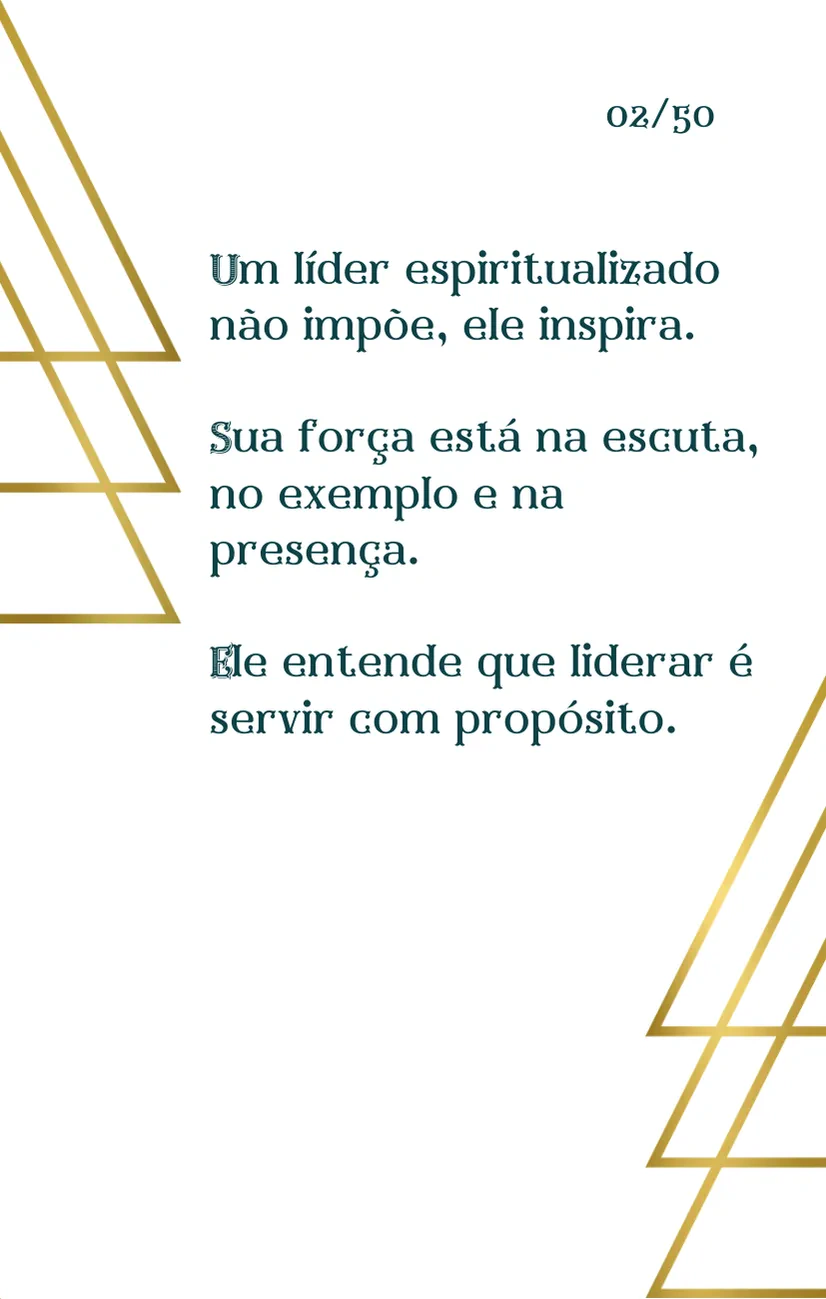 02/50
Um líder espiritualizado
não impõe, ele inspira.
Sua força está na escuta,
no exemplo e na
presença.
Ele entende que liderar é
servir com propósito.